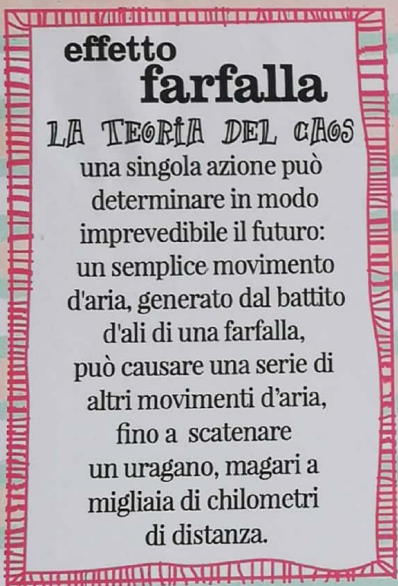 effetto
farfalla
LA TEORIA DEL CAOS
una singola azione può
determinare in modo
imprevedibile il futuro:
un semplice movimento
d'aria, generato dal battito
d'ali di una farfalla,
può causare una serie di
altri movimenti d’aria,
fino a scatenare
un uragano, magari a
migliaia di chilometri
di distanza.